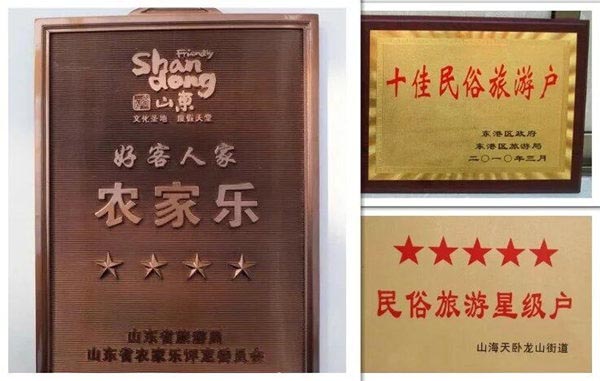 Friendly
Shan
dong
山东
文化圣地 度假天堂
好客人家
农家乐
山东省旅游局
山东省农家乐评定委员会
十佳民俗旅游户
东港区政府
东港区旅游局
二〇一〇年三月
民俗旅游星级户
山海天卧龙山街道